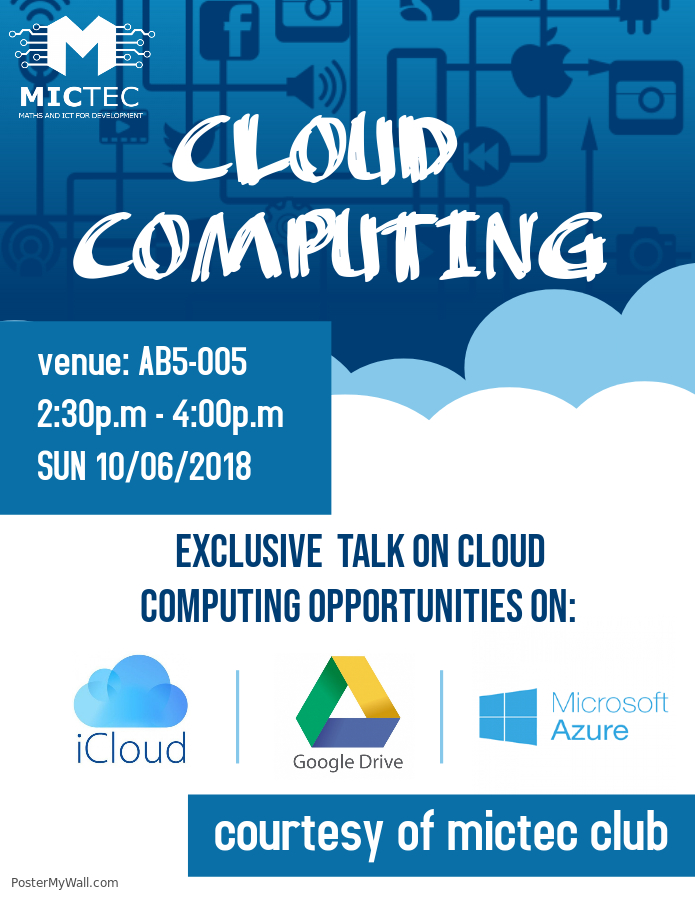 MICTEC
MATHS AND ICT FOR DEVELOPMENT
CLOUD
COMPUTING
venue: AB5-005
2:30p.m - 4:00p.m
SUN 10/06/2018
EXCLUSIVE TALK ON CLOUD
COMPUTING OPPORTUNITIES ON:
iCloud
Google Drive
Microsoft
Azure
courtesy of mictec club
PosterMyWall.com